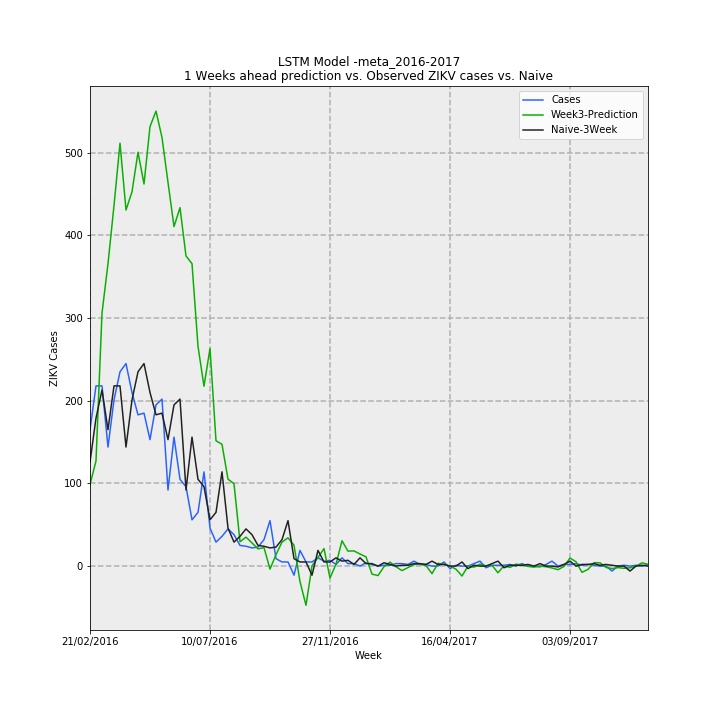 LSTM Model -meta_2016-2017
1 Weeks ahead prediction vs. Observed ZIKV cases vs. Naive
Cases
Week3-Prediction
Naive-3Week
500
400
300
200
100
0
ZIKV Cases
21/02/2016
10/07/2016
27/11/2016
16/04/2017
03/09/2017
Week